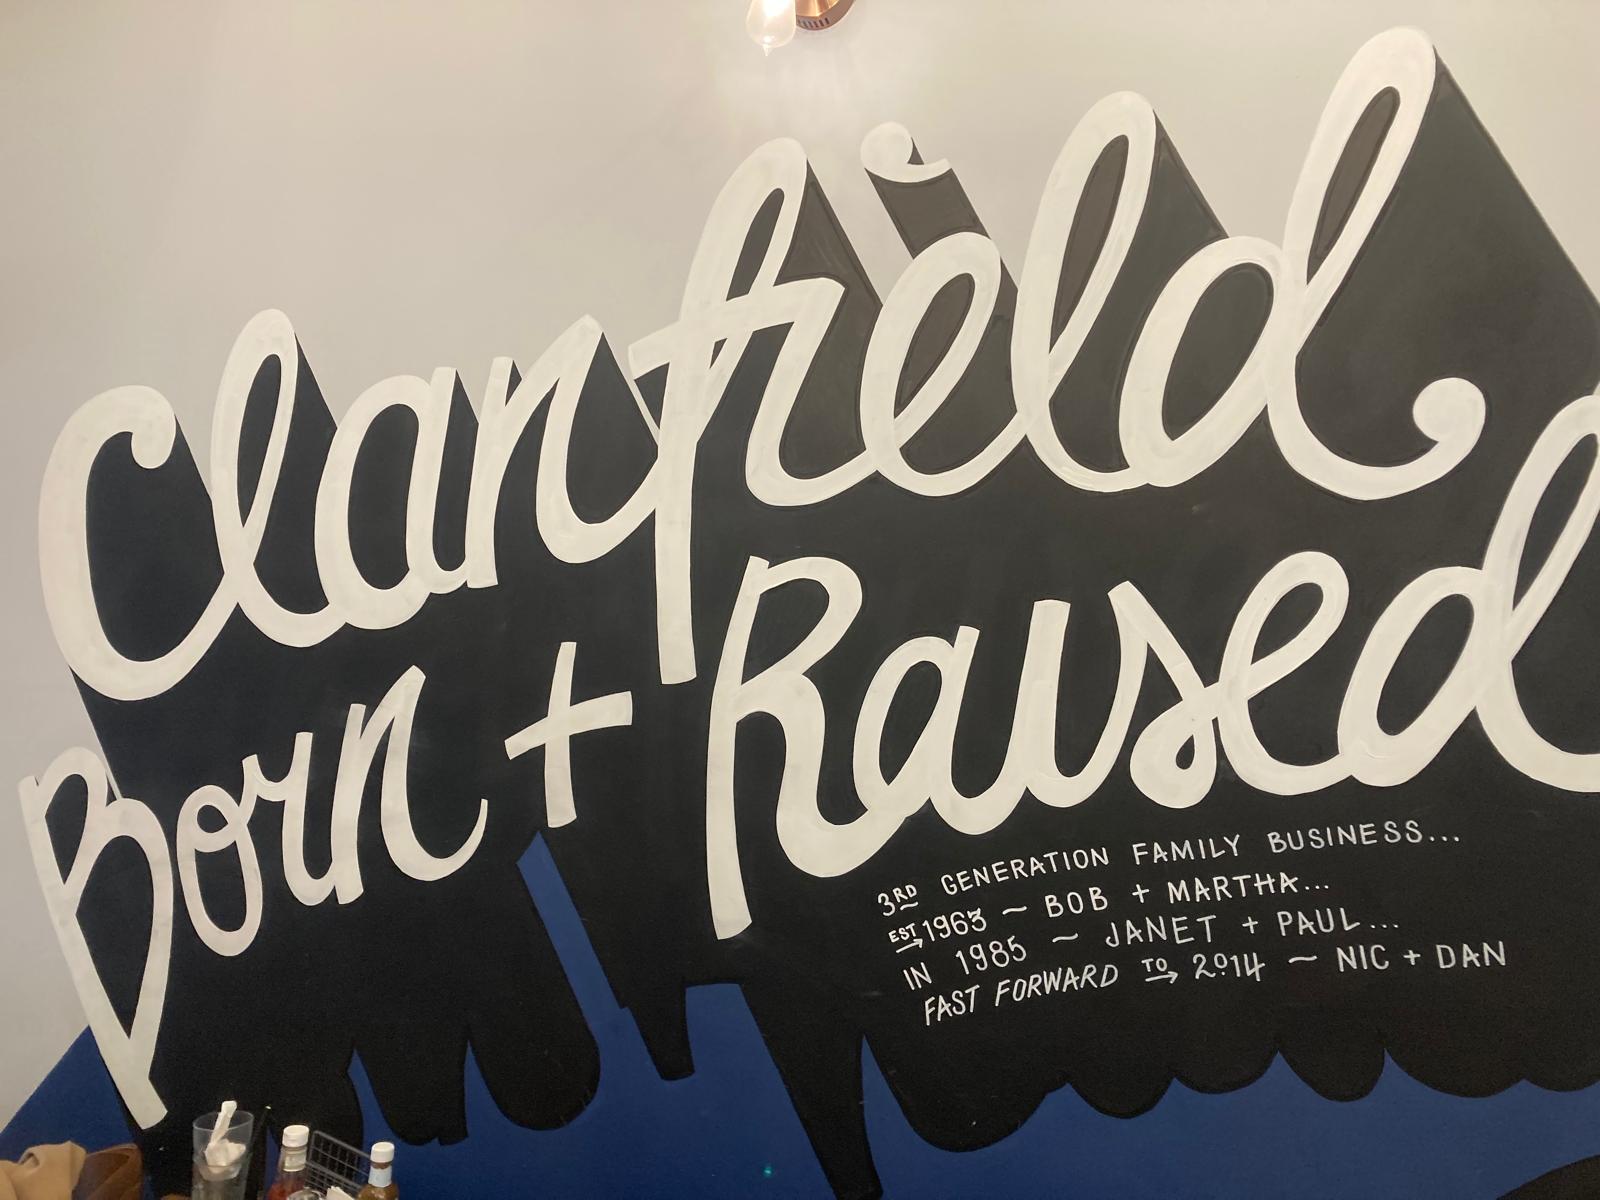 Clanfield
Born + Raised
3RD GENERATION FAMILY BUSINESS...
EST 1963 ~ BOB + MARTHA...
IN 1985 ~ JANET + PAUL...
FAST FORWARD TO 2014 ~ NIC + DAN